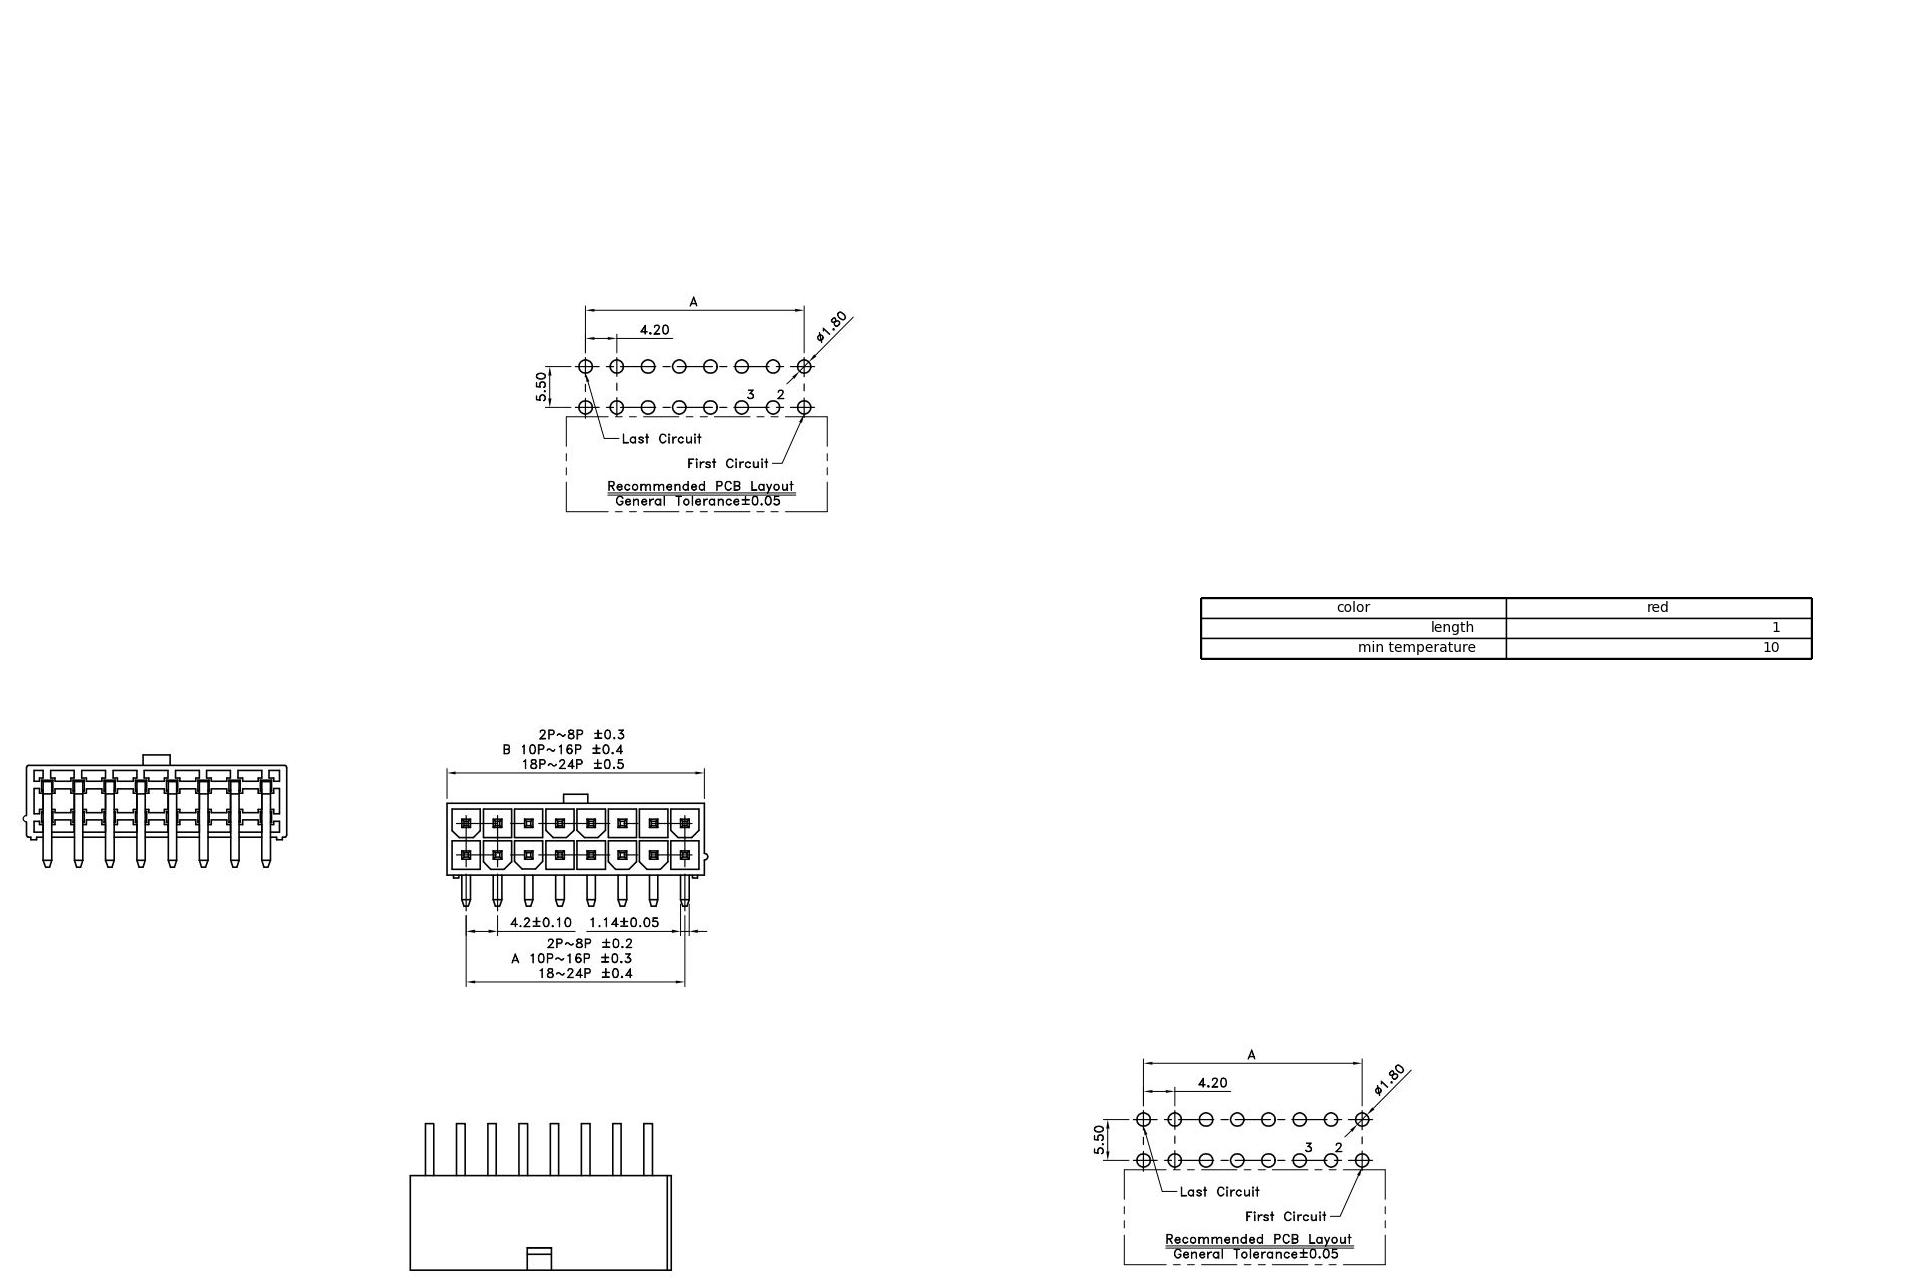 A
4.20
ø1.80
5.50
3 2
Last Circuit
First Circuit
Recommended PCB Layout
General Tolerance±0.05
color red
length 1
min temperature 10
2P~8P ±0.3
B 10P~16P ±0.4
18P~24P ±0.5
4.2±0.10 1.14±0.05
2P~8P ±0.2
A 10P~16P ±0.3
18~24P ±0.4
A
4.20
ø1.80
5.50
3 2
Last Circuit
First Circuit
Recommended PCB Layout
General Tolerance±0.05